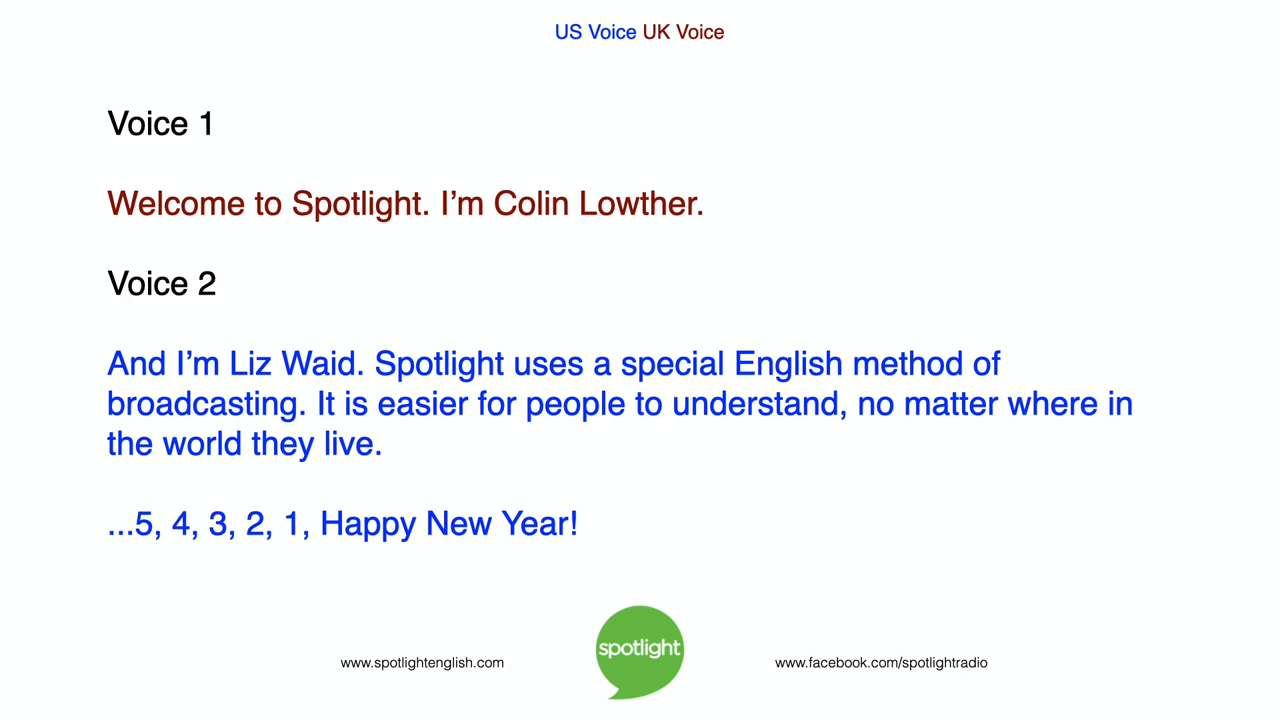 US Voice UK Voice
Voice 1
Welcome to Spotlight. I’m Colin Lowther.
Voice 2
And I’m Liz Waid. Spotlight uses a special English method of
broadcasting. It is easier for people to understand, no matter where in
the world they live.
...5, 4, 3, 2, 1, Happy New Year!
spotlight
www.spotlightenglish.com
www.facebook.com/spotlightradio